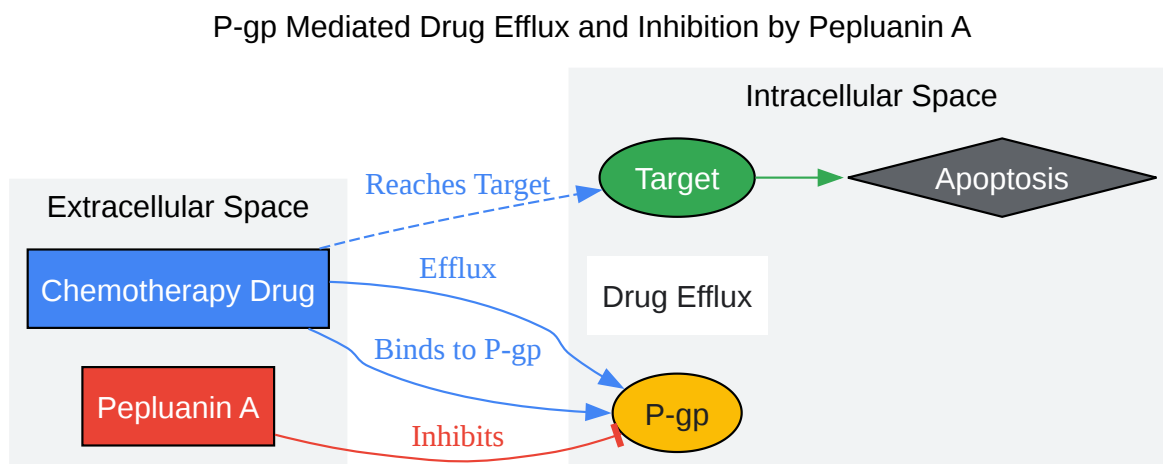 P-gp Mediated Drug Efflux and Inhibition by Pepluanin A
Intracellular Space
Extracellular Space
Reaches Target
Target
Apoptosis
Chemotherapy Drug
Efflux
Drug Efflux
Binds to P-gp
Pepluanin A
Inhibits
P-gp